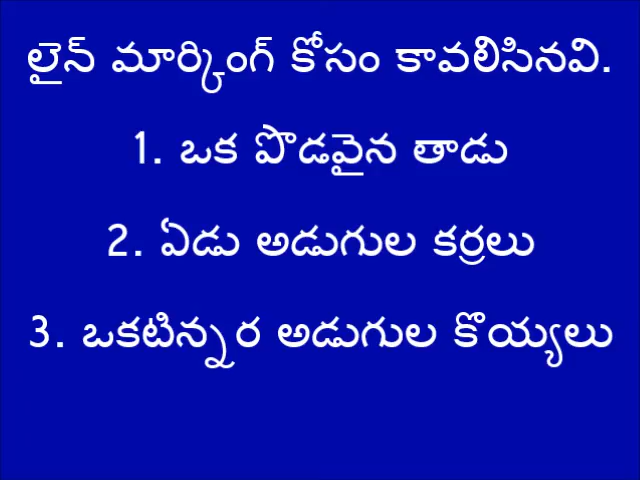 లైన్ మార్కింగ్ కోసం కావలిసినవి.
1. ఒక పొడవైన తాడు
2. ఏడు అడుగుల కర్రలు
3. ఒకటిన్నర అడుగుల కొయ్యలు